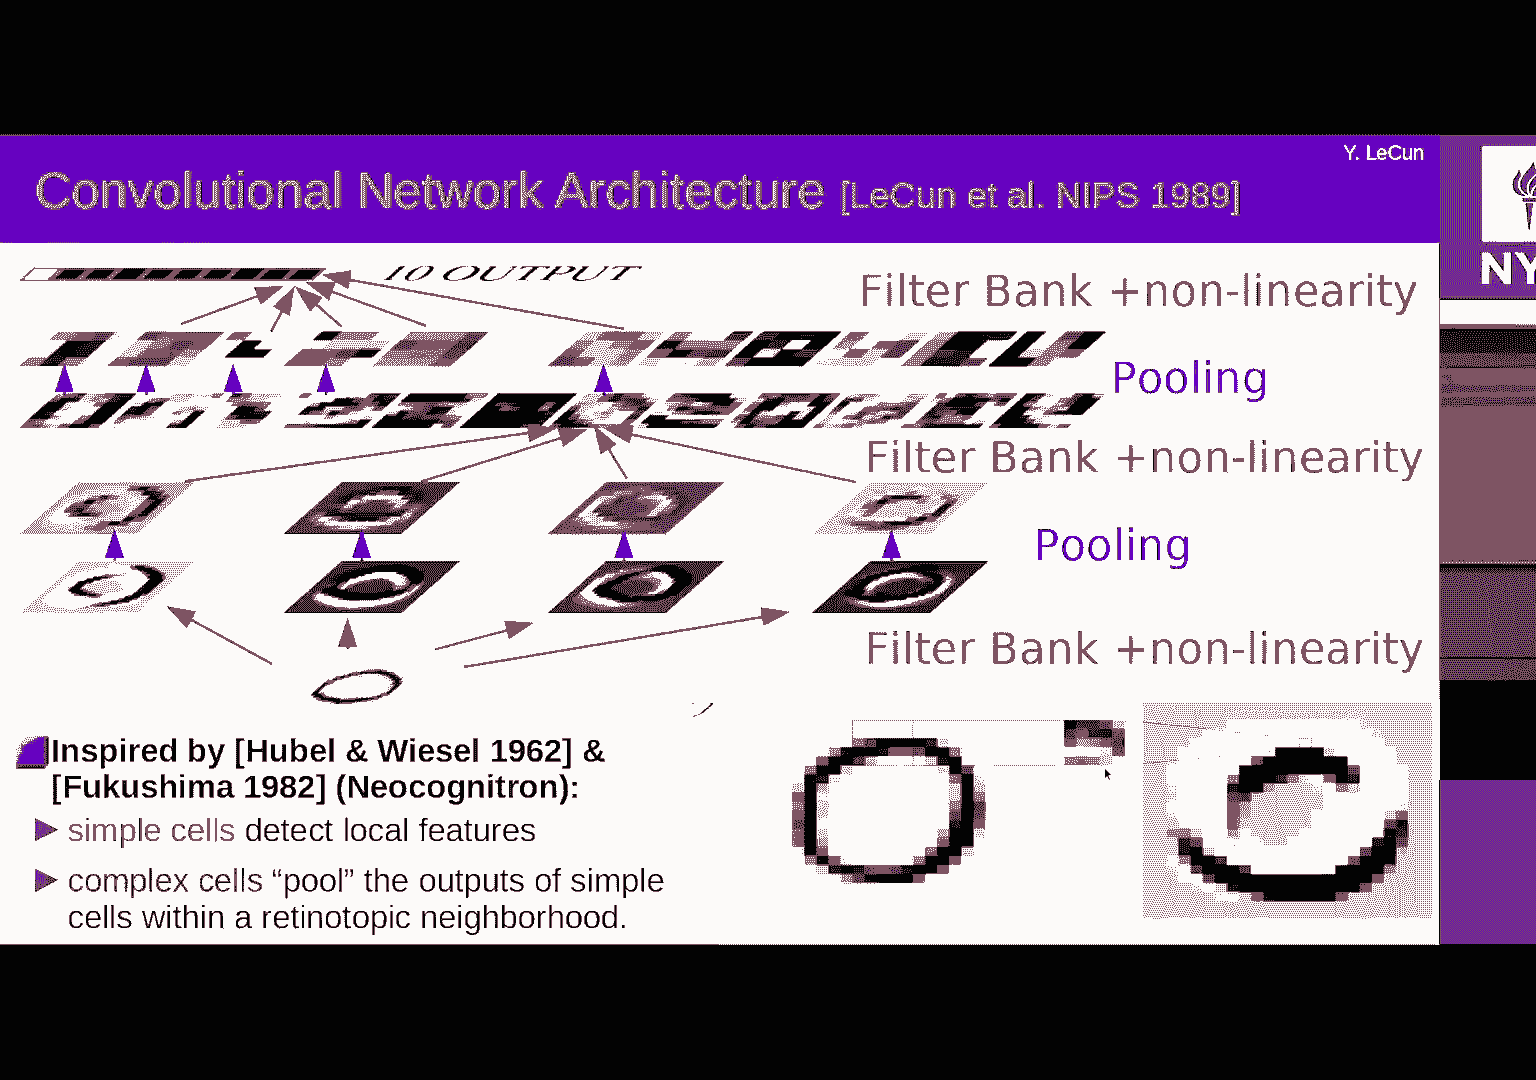 Y. LeCun
Convolutional Network Architecture [LeCun et al. NIPS 1989]
NY
10 OUTPUT
Filter Bank +non-linearity
Pooling
Filter Bank +non-linearity
Pooling
Filter Bank +non-linearity
Inspired by [Hubel & Wiesel 1962] &
[Fukushima 1982] (Neocognitron):
simple cells detect local features
complex cells “pool” the outputs of simple
cells within a retinotopic neighborhood.